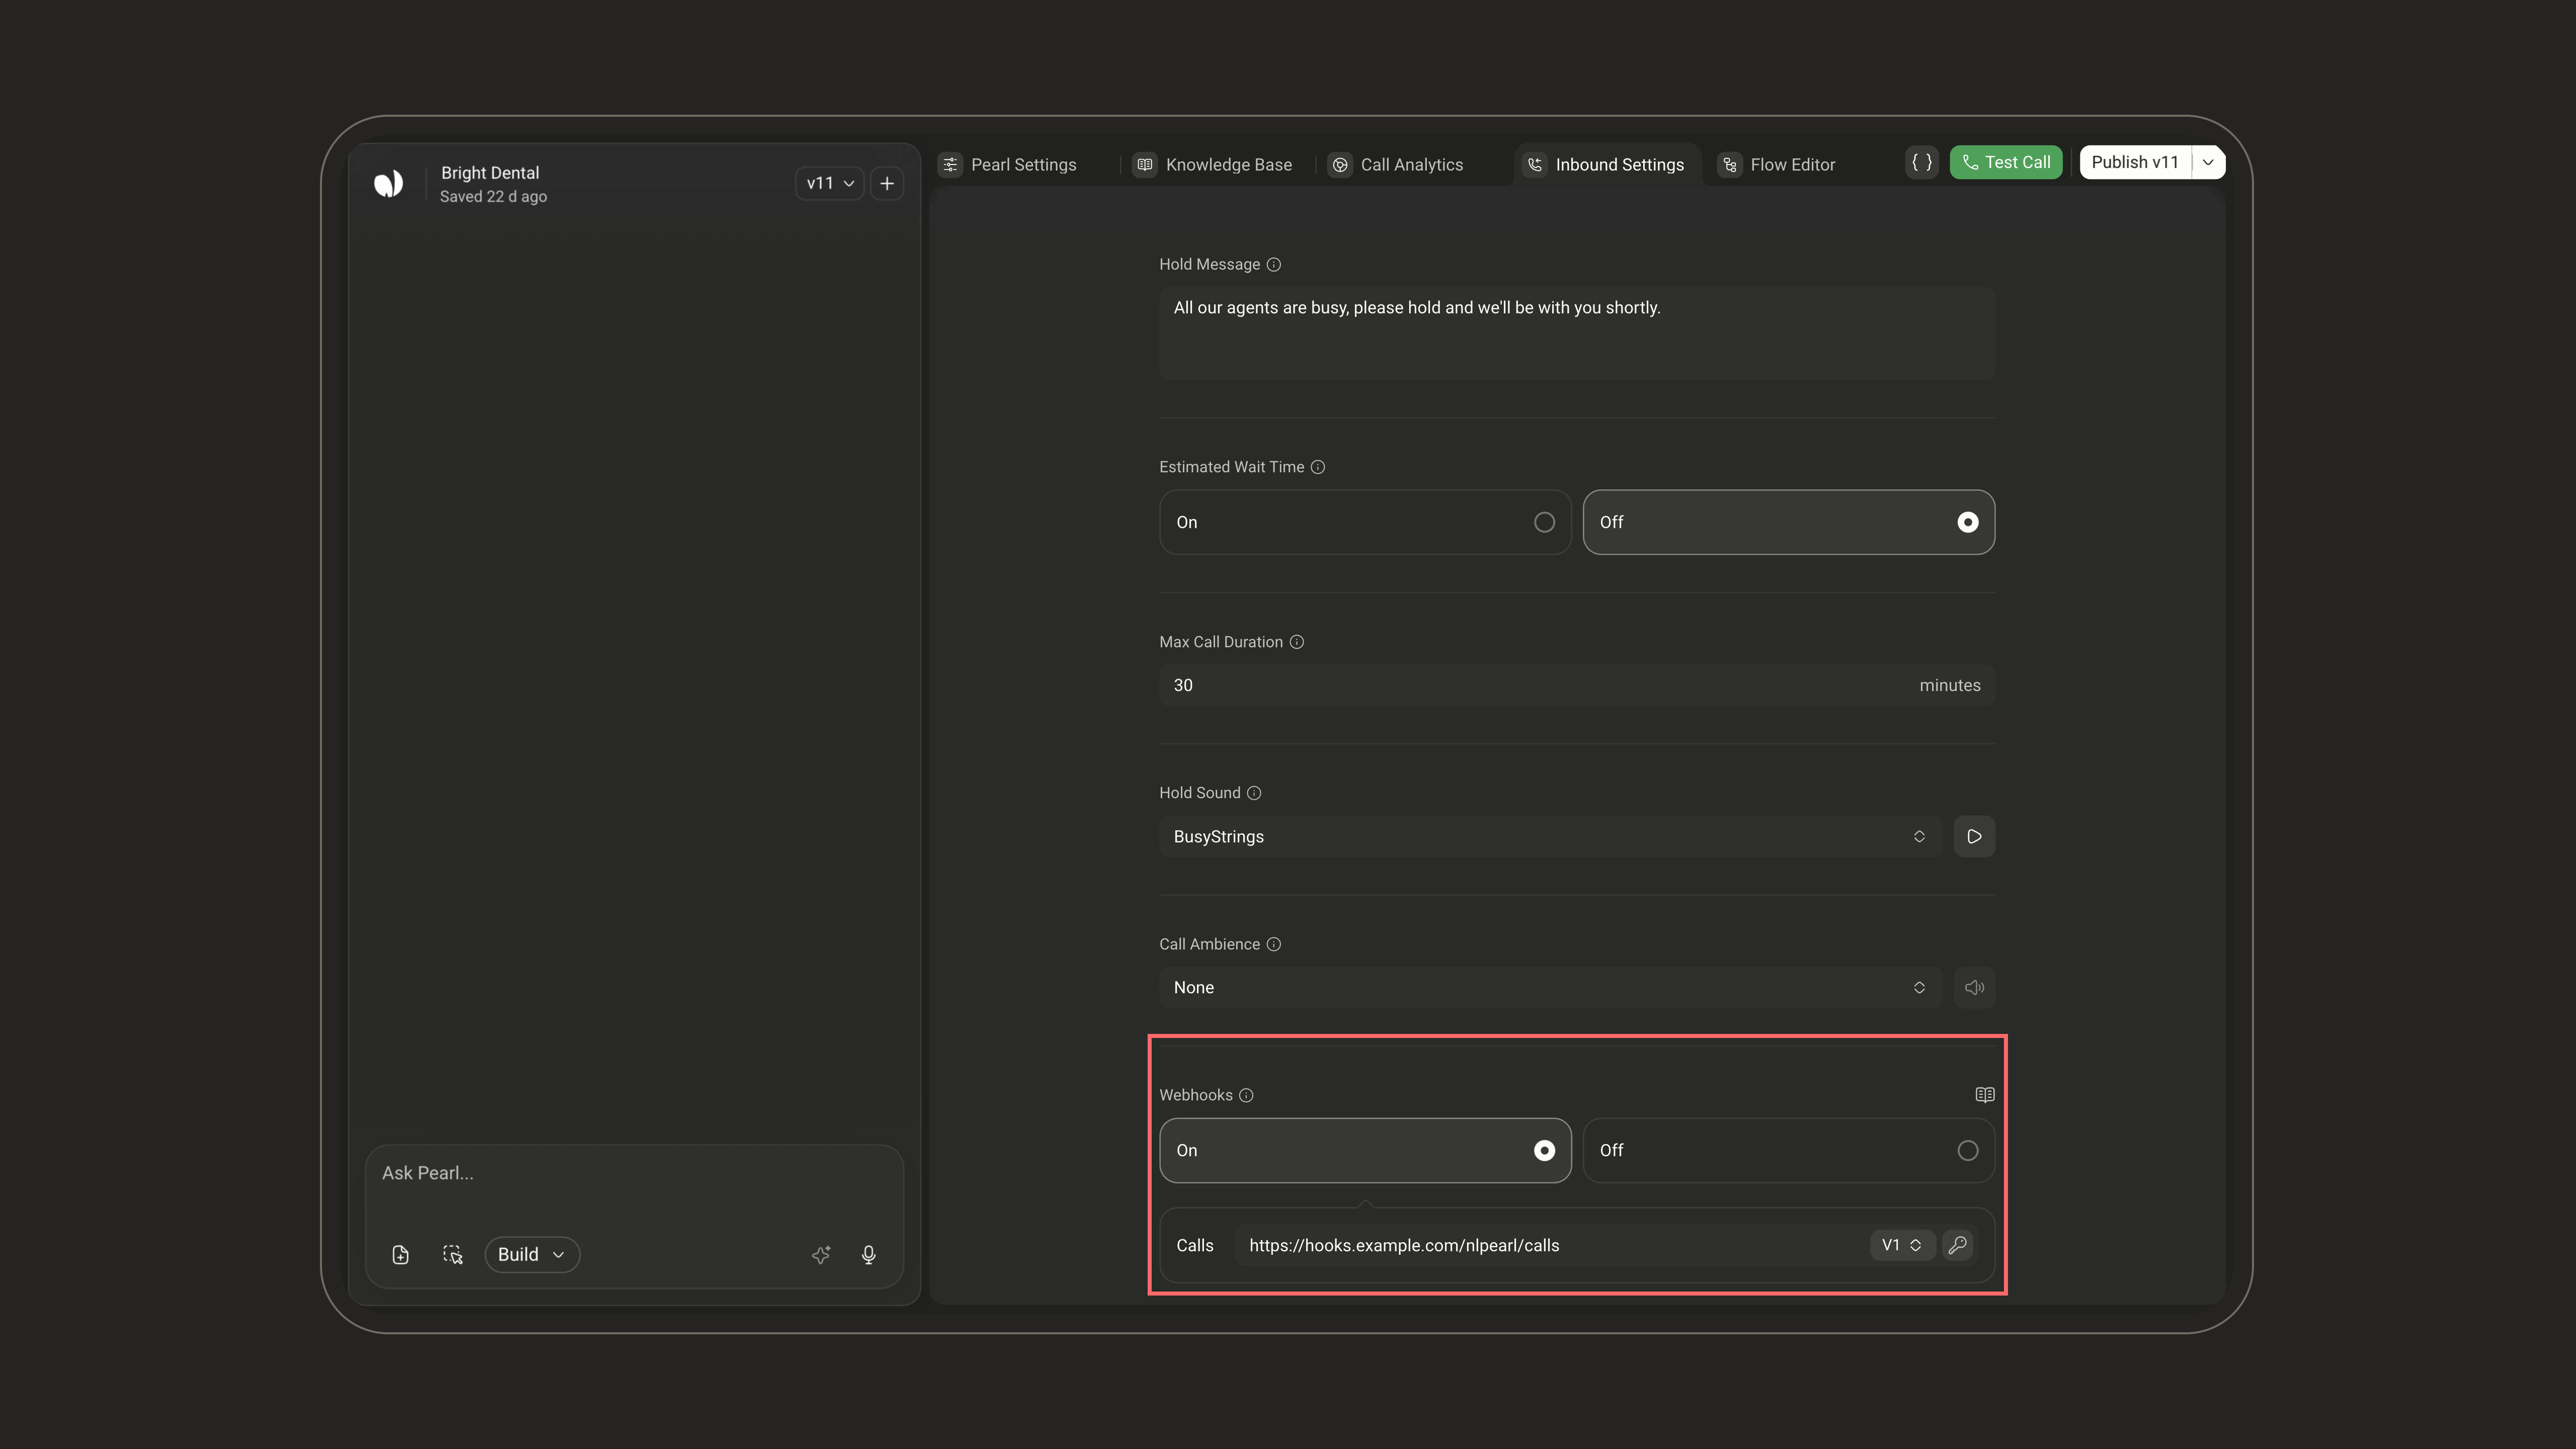 Bright Dental
Saved 22 d ago
v11
Pearl Settings
Knowledge Base
Call Analytics
Inbound Settings
Flow Editor
{ }
Test Call
Publish v11
Hold Message
All our agents are busy, please hold and we'll be with you shortly.
Estimated Wait Time
On
Off
Max Call Duration
30
minutes
Hold Sound
BusyStrings
Call Ambience
None
Webhooks
On
Off
Calls
https://hooks.example.com/nlpearl/calls
V1
Ask Pearl...
Build